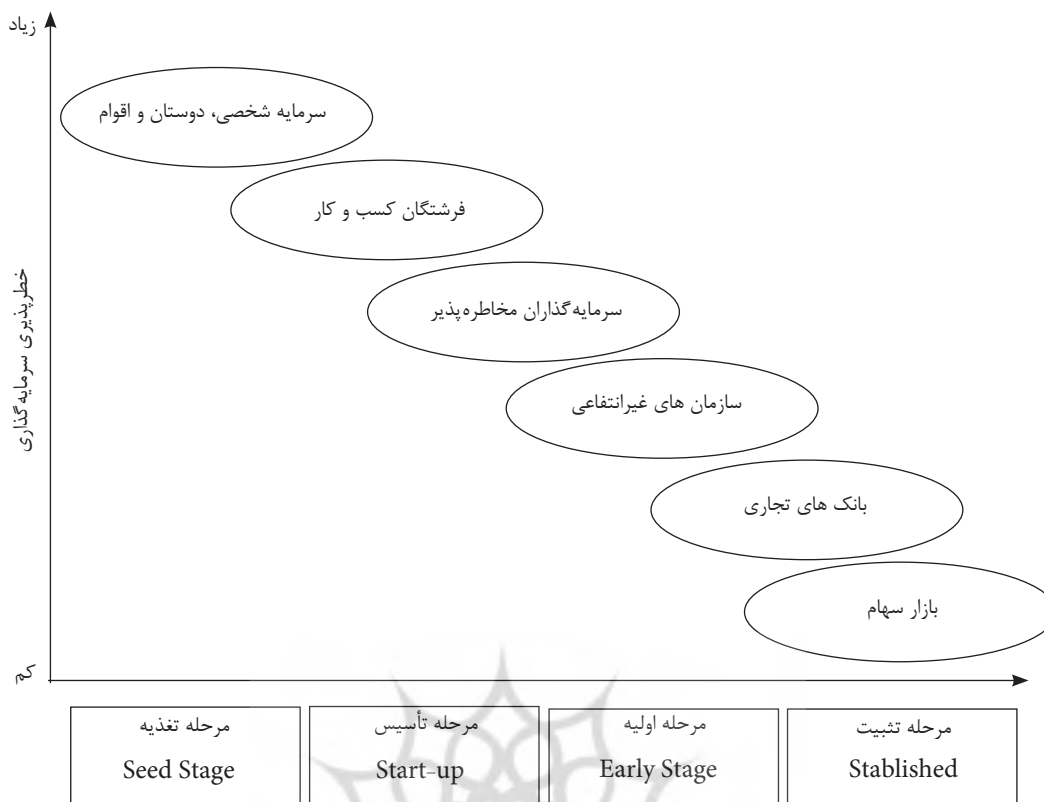 زیاد
سرمایه شخصی، دوستان و اقوام
فرشتگان کسب و کار
سرمایه‌گذاران مخاطره‌پذیر
سازمان های غیرانتفاعی
بانک های تجاری
بازار سهام
خطرپذیری سرمایه‌گذاری
کم
مرحله تغذیه
Seed Stage
مرحله تأسیس
Start-up
مرحله اولیه
Early Stage
مرحله تثبیت
Stablished